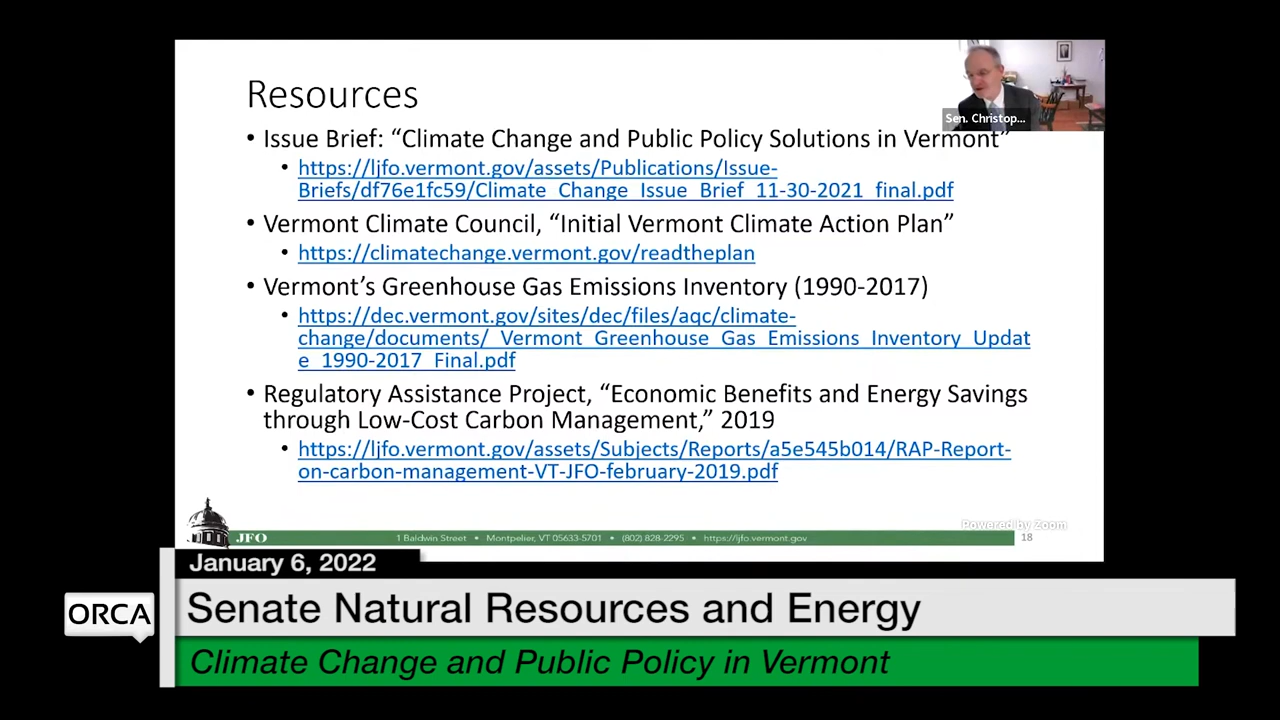 Resources
Sen. Christop...
• Issue Brief: “Climate Change and Public Policy Solutions in Vermont”
• https://ljfo.vermont.gov/assets/Publications/Issue-
Briefs/df76e1fc59/Climate_Change_Issue_Brief_11-30-2021_final.pdf
• Vermont Climate Council, “Initial Vermont Climate Action Plan”
• https://climatechange.vermont.gov/readtheplan
• Vermont’s Greenhouse Gas Emissions Inventory (1990-2017)
• https://dec.vermont.gov/sites/dec/files/aqc/climate-
change/documents/_Vermont_Greenhouse_Gas_Emissions_Inventory_Updat
e_1990-2017_Final.pdf
• Regulatory Assistance Project, “Economic Benefits and Energy Savings
through Low-Cost Carbon Management,” 2019
• https://ljfo.vermont.gov/assets/Subjects/Reports/a5e545b014/RAP-Report-
on-carbon-management-VT-JFO-february-2019.pdf
Powered by Zoom
JFO 1 Baldwin Street • Montpelier, VT 05633-5701 • (802) 828-2295 • https://ljfo.vermont.gov 18
January 6, 2022
ORCA
Senate Natural Resources and Energy
Climate Change and Public Policy in Vermont